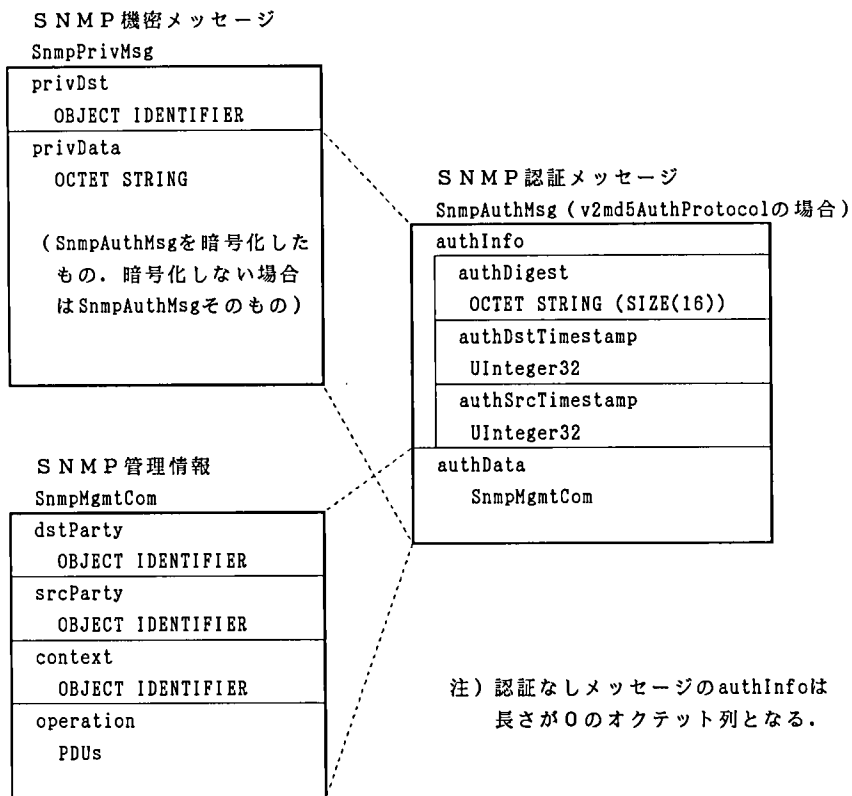 SNMP機密メッセージ
SnmpPrivMsg
privDst
OBJECT IDENTIFIER
privData
OCTET STRING
(SnmpAuthMsgを暗号化した
もの.暗号化しない場合
はSnmpAuthMsgそのもの)
SNMP認証メッセージ
SnmpAuthMsg(v2md5AuthProtocolの場合)
authInfo
authDigest
OCTET STRING (SIZE(16))
authDstTimestamp
UInteger32
authSrcTimestamp
UInteger32
authData
SnmpMgmtCom
SNMP管理情報
SnmpMgmtCom
dstParty
OBJECT IDENTIFIER
srcParty
OBJECT IDENTIFIER
context
OBJECT IDENTIFIER
operation
PDUs
注)認証なしメッセージのauthInfoは
長さが0のオクテット列となる.